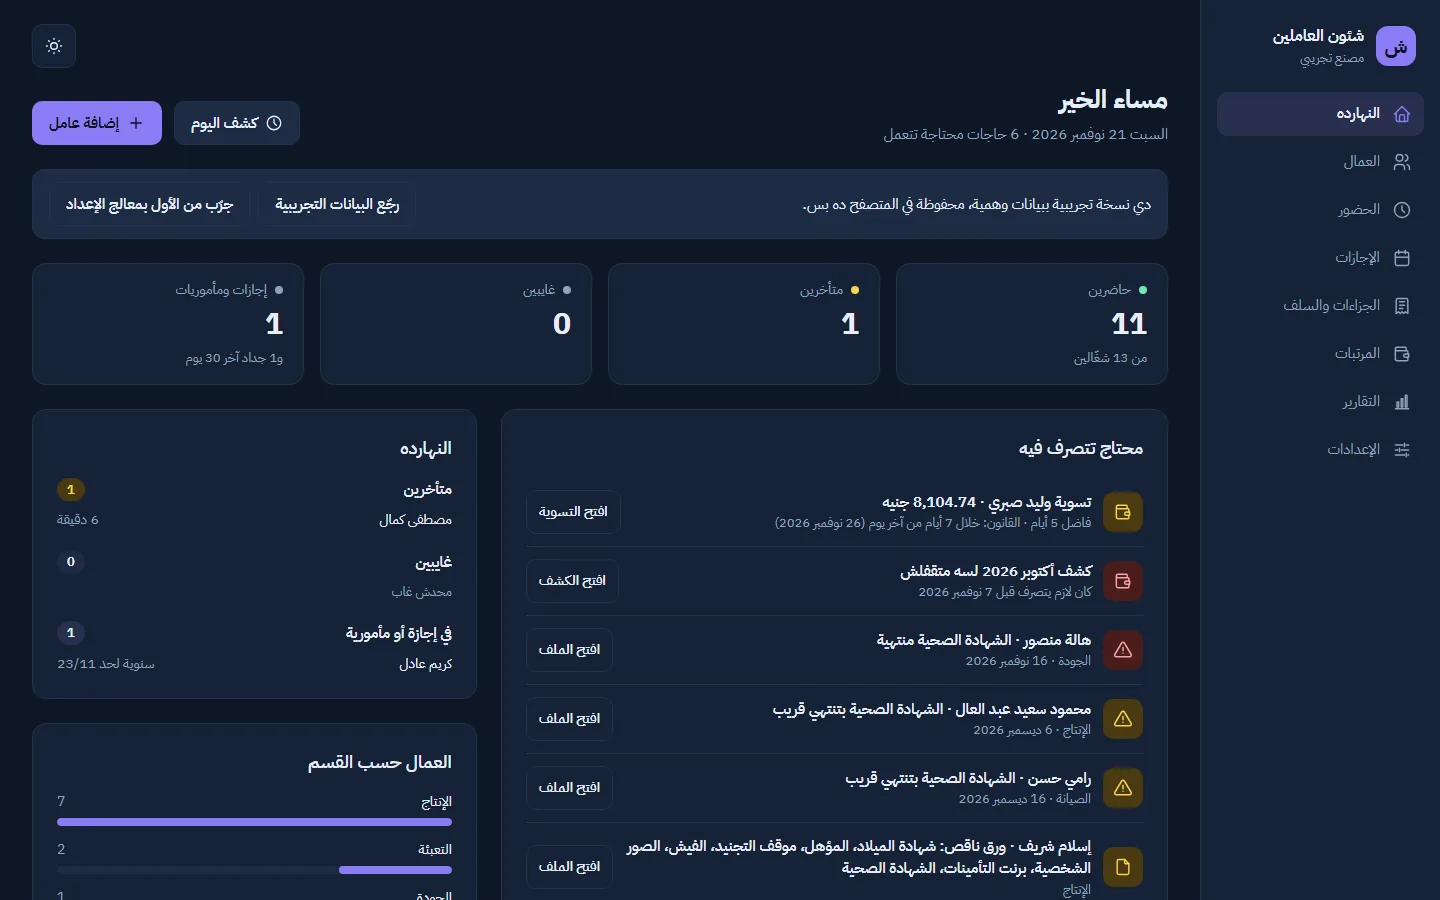 ش
شئون العاملين
مصنع تجريبي
النهارده
العمال
الحضور
الإجازات
الجزاءات والسلف
المرتبات
التقارير
الإعدادات
مساء الخير
السبت 21 نوفمبر 2026 · 6 حاجات محتاجة تتعمل
كشف اليوم
إضافة عامل
دي نسخة تجريبية ببيانات وهمية، محفوظة في المتصفح ده بس.
رجّع البيانات التجريبية
جرّب من الأول بمعالج الإعداد
حاضرين
11
من 13 شغّالين
متأخرين
1
غايبين
0
إجازات ومأموريات
1
و1 جداد آخر 30 يوم
محتاج تتصرف فيه
تسوية وليد صبري · 8,104.74 جنيه
فاضل 5 أيام · القانون: خلال 7 أيام من آخر يوم (26 نوفمبر 2026)
افتح التسوية
كشف أكتوبر 2026 لسه متقفلش
كان لازم يتصرف قبل 7 نوفمبر 2026
افتح الكشف
هالة منصور · الشهادة الصحية منتهية
الجودة · 16 نوفمبر 2026
افتح الملف
محمود سعيد عبد العال · الشهادة الصحية بتنتهي قريب
الإنتاج · 6 ديسمبر 2026
افتح الملف
رامي حسن · الشهادة الصحية بتنتهي قريب
الصيانة · 16 ديسمبر 2026
افتح الملف
إسلام شريف · ورق ناقص: شهادة الميلاد، المؤهل، موقف التجنيد، الفيش، الصور
الشخصية، برنت التأمينات، الشهادة الصحية
الإنتاج
افتح الملف
النهارده
متأخرين
1
مصطفى كمال
6 دقيقة
غايبين
0
محدش غاب
في إجازة أو مأمورية
1
كريم عادل
سنوية لحد 23/11
العمال حسب القسم
الإنتاج
7
التعبئة
2
الجودة
1